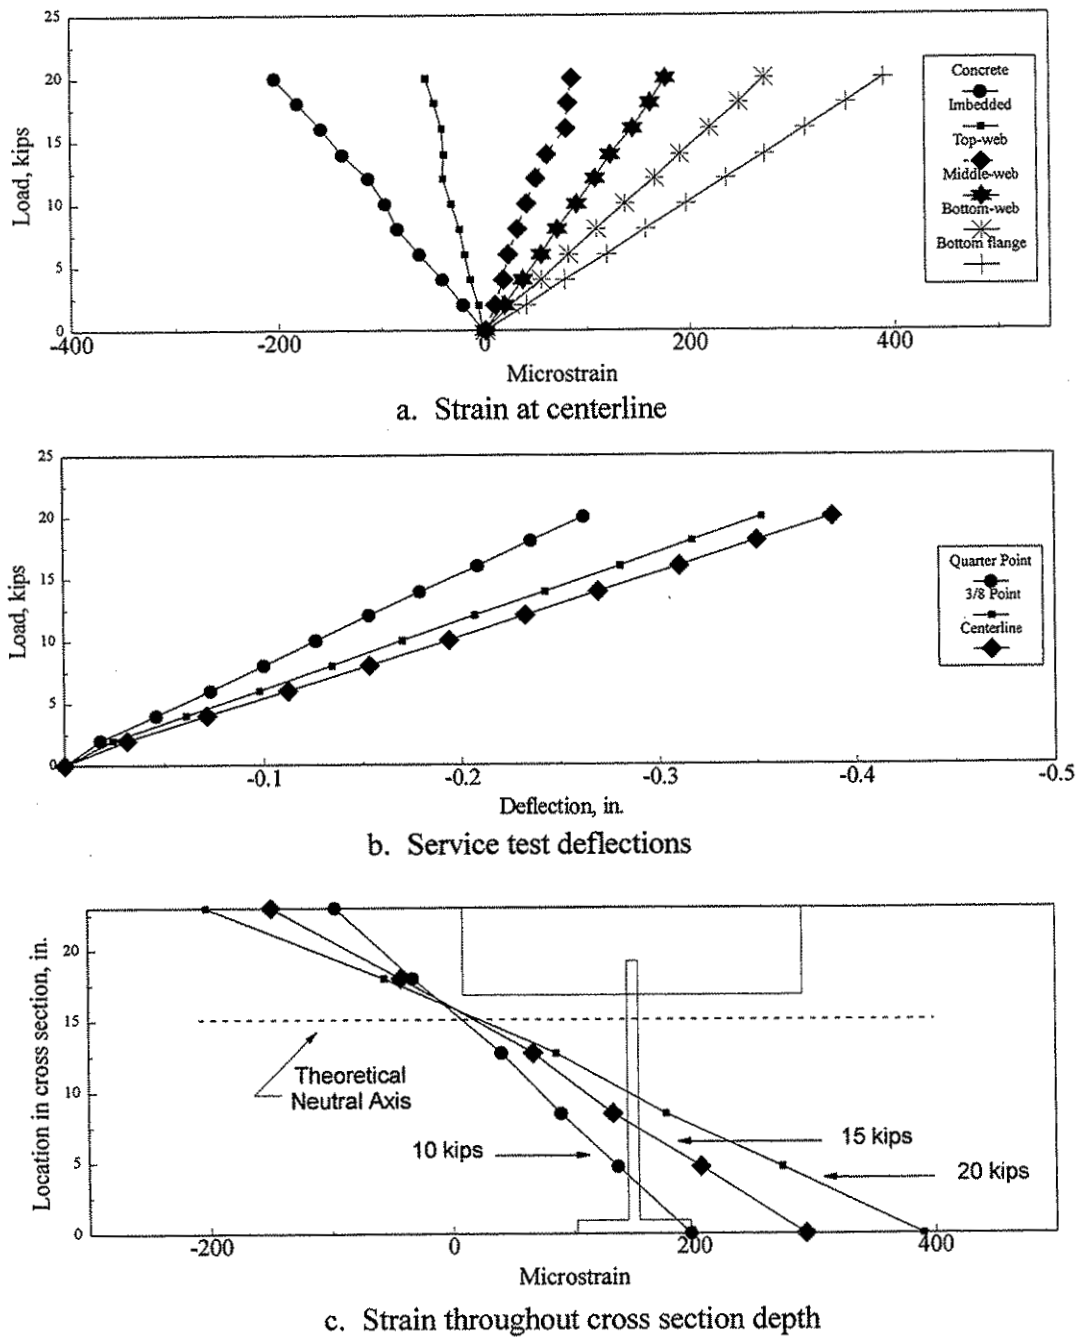 25
20
15
10
5
0
Load, kips
-400
-200
0
200
400
Microstrain
Concrete
Imbedded
Top-web
Middle-web
Bottom-web
Bottom flange
a. Strain at centerline
25
20
15
10
5
0
Load, kips
-0.1
-0.2
-0.3
-0.4
-0.5
Deflection, in.
Quarter Point
3/8 Point
Centerline
b. Service test deflections
20
15
10
5
0
Location in cross section, in.
Theoretical
Neutral Axis
10 kips
15 kips
20 kips
-200
0
200
400
Microstrain
c. Strain throughout cross section depth